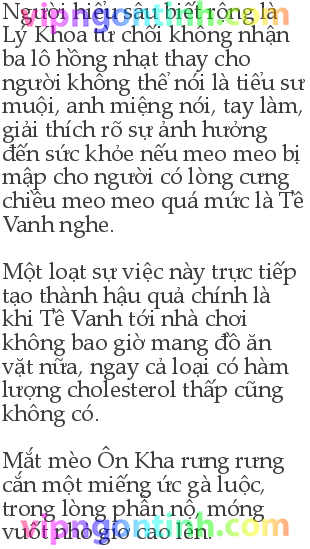 Người hiểu sâu biết rộng là
Lý Khoa từ chối không nhận
ba lô hồng nhạt thay cho
người không thể nói là tiểu sư
muội, anh miệng nói, tay làm,
giải thích rõ sự ảnh hưởng
đến sức khỏe nếu meo meo bị
mập cho người có lòng cưng
chiều meo meo quá mức là Tề
Vanh nghe.

Một loạt sự việc này trực tiếp
tạo thành hậu quả chính là
khi Tề Vanh tới nhà chơi
không bao giờ mang đồ ăn
vặt nữa, ngay cả loại có hàm
lượng cholesterol thấp cũng
không có.

Mắt mèo Ôn Kha rưng rưng
cắn một miếng ức gà luộc,
trong lòng phẫn nộ, móng
vuốt nhỏ giơ cao lên.
vipngontinh.com
vipngontinh.com